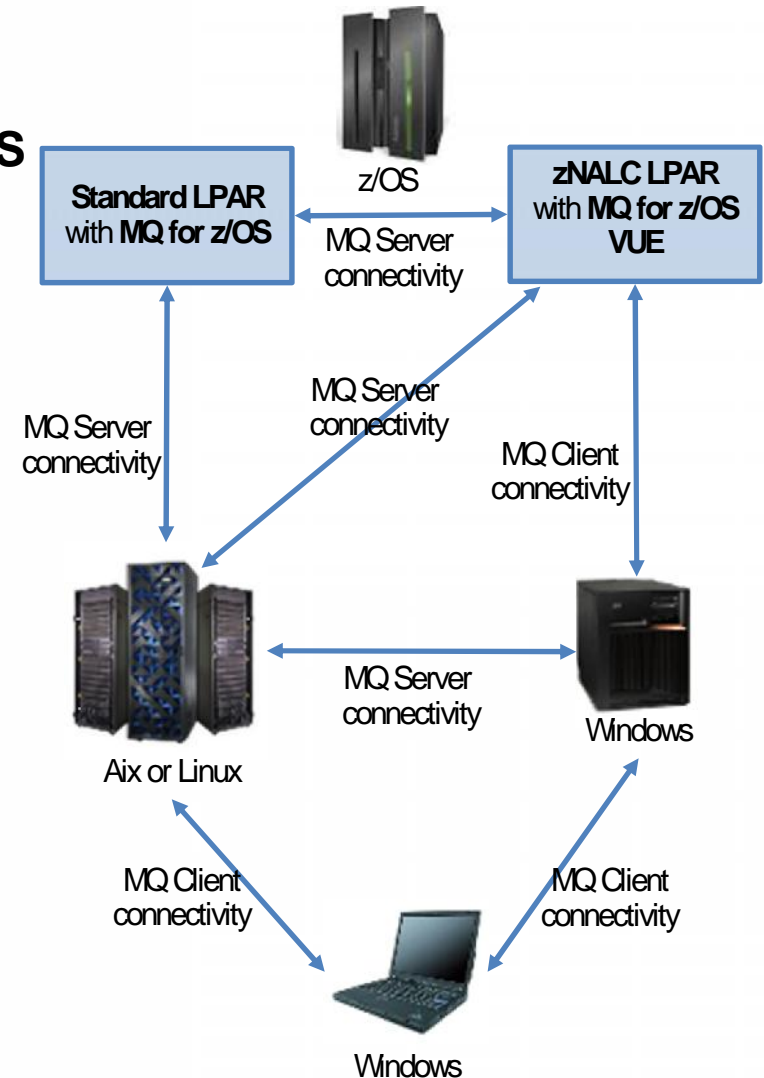 S
z/OS
Standard LPAR
with MQ for z/OS
zNALC LPAR
with MQ for z/OS
VUE
MQ Server
connectivity
MQ Server
connectivity
MQ Server
connectivity
MQ Client
connectivity
MQ Server
connectivity
Windows
Aix or Linux
MQ Client
connectivity
MQ Client
connectivity
Windows